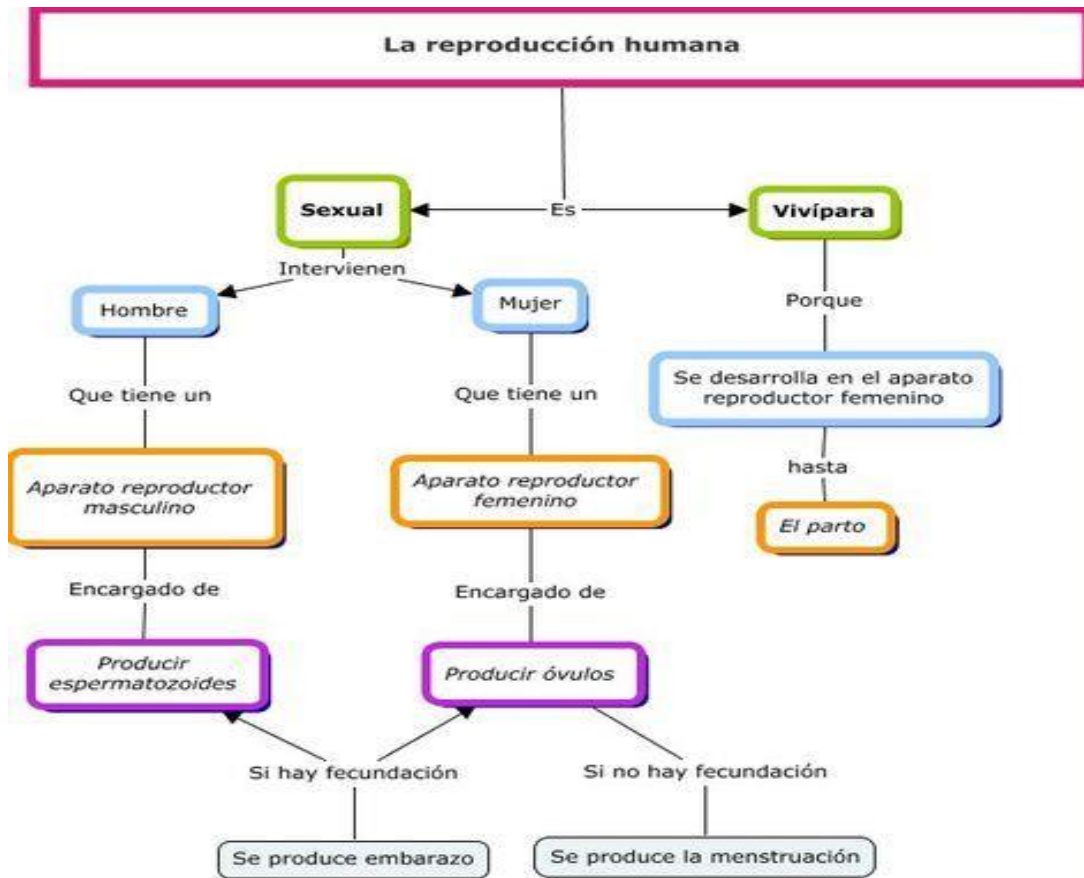 La reproducción humana
Sexual
Es
Vivípara
Intervienen
Hombre
Mujer
Porque
Que tiene un
Que tiene un
Se desarrolla en el aparato
reproductor femenino
hasta
Aparato reproductor
masculino
Aparato reproductor
femenino
El parto
Encargado de
Encargado de
Producir
espermatozoides
Producir óvulos
Si hay fecundación
Si no hay fecundación
Se produce embarazo
Se produce la menstruación